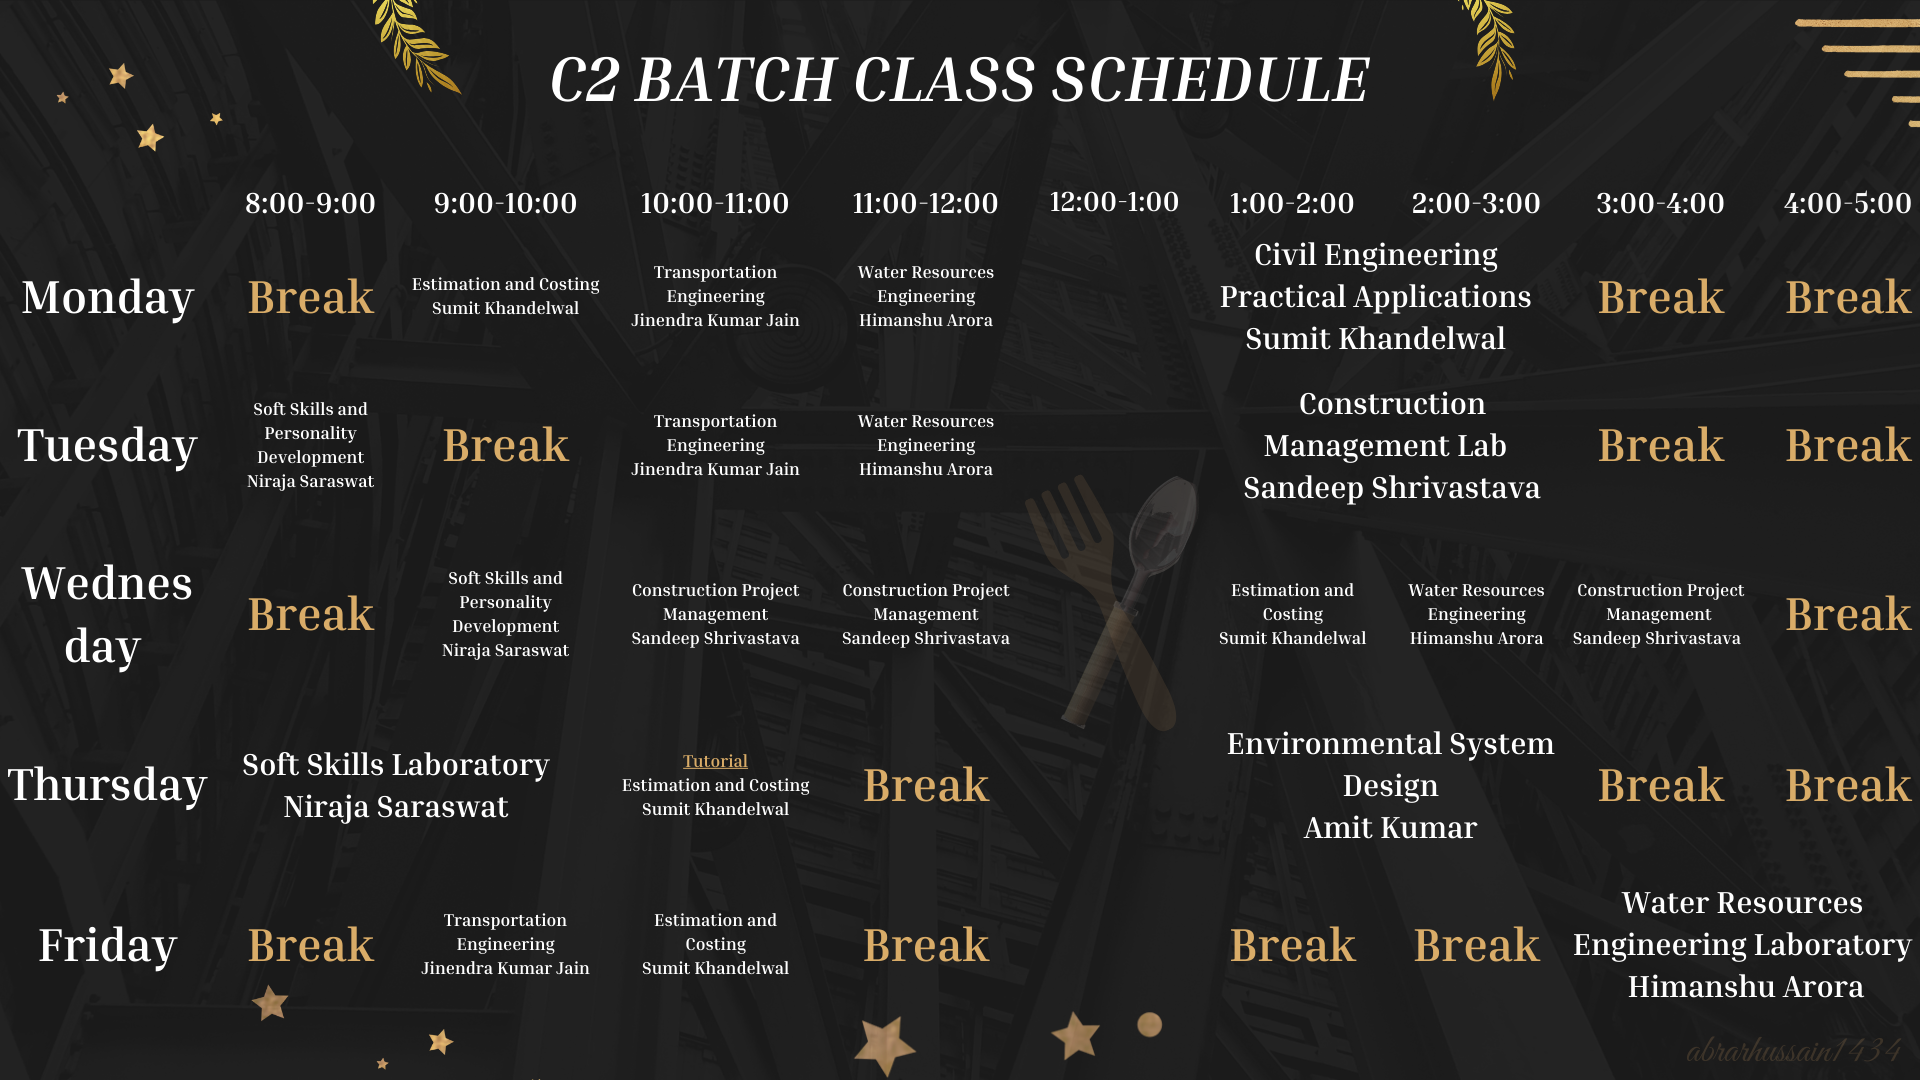 C2 BATCH CLASS SCHEDULE
8:00-9:00 9:00-10:00 10:00-11:00 11:00-12:00 12:00-1:00 1:00-2:00 2:00-3:00 3:00-4:00 4:00-5:00
Monday
Break
Estimation and Costing
Sumit Khandelwal
Transportation
Engineering
Jinendra Kumar Jain
Water Resources
Engineering
Himanshu Arora
Civil Engineering
Practical Applications
Sumit Khandelwal
Break
Break
Tuesday
Soft Skills and
Personality
Development
Niraja Saraswat
Break
Transportation
Engineering
Jinendra Kumar Jain
Water Resources
Engineering
Himanshu Arora
Construction
Management Lab
Sandeep Shrivastava
Break
Break
Wednes
day
Break
Soft Skills and
Personality
Development
Niraja Saraswat
Construction Project
Management
Sandeep Shrivastava
Construction Project
Management
Sandeep Shrivastava
Estimation and
Costing
Sumit Khandelwal
Water Resources
Engineering
Himanshu Arora
Construction Project
Management
Sandeep Shrivastava
Break
Thursday
Soft Skills Laboratory
Niraja Saraswat
Tutorial
Estimation and Costing
Sumit Khandelwal
Break
Environmental System
Design
Amit Kumar
Break
Break
Friday
Break
Transportation
Engineering
Jinendra Kumar Jain
Estimation and
Costing
Sumit Khandelwal
Break
Break
Break
Water Resources
Engineering Laboratory
Himanshu Arora
abrarhussain1434